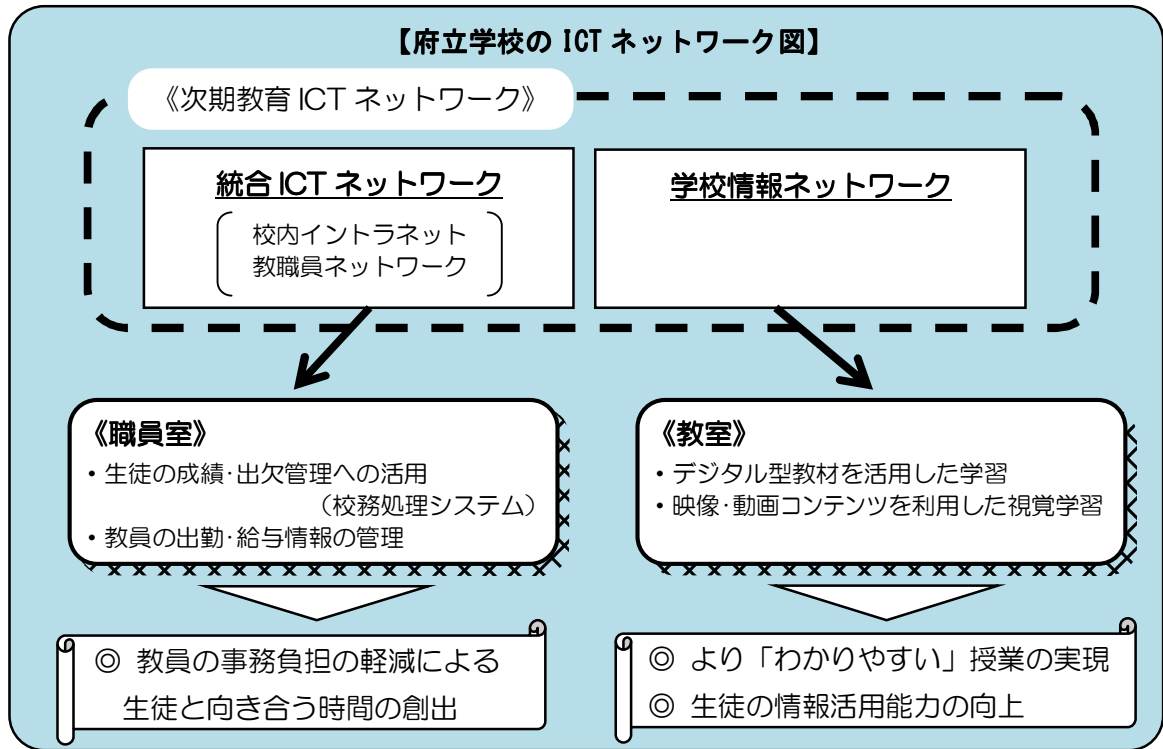 【府立学校の ICT ネットワーク図】
《次期教育 ICT ネットワーク》
統合 ICT ネットワーク
校内イントラネット
教職員ネットワーク
学校情報ネットワーク
《職員室》
・生徒の成績・出欠管理への活用
（校務処理システム）
・教員の出勤・給与情報の管理
《教室》
・デジタル型教材を活用した学習
・映像・動画コンテンツを利用した視覚学習
◎ 教員の事務負担の軽減による
生徒と向き合う時間の創出
◎ より「わかりやすい」授業の実現
◎ 生徒の情報活用能力の向上